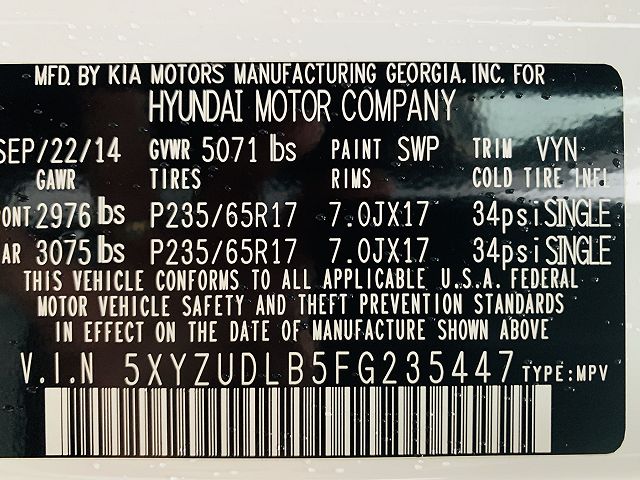 MFD. BY KIA MOTORS MANUFACTURING GEORGIA. INC. FOR
HYUNDAI MOTOR COMPANY
SEP/22/14 GVWR 5071 lbs PAINT SWP TRIM VYN
GAWR TIRES RIMS COLD TIRE INFL
ONT 2976 lbs P235/65R17 7.0JX17 34psi SINGLE
AR 3075 lbs P235/65R17 7.0JX17 34psi SINGLE
THIS VEHICLE CONFORMS TO ALL APPLICABLE U.S.A. FEDERAL
MOTOR VEHICLE SAFETY AND THEFT PREVENTION STANDARDS
IN EFFECT ON THE DATE OF MANUFACTURE SHOWN ABOVE
V.I.N 5XYZUDLB5FG235447 TYPE:MPV